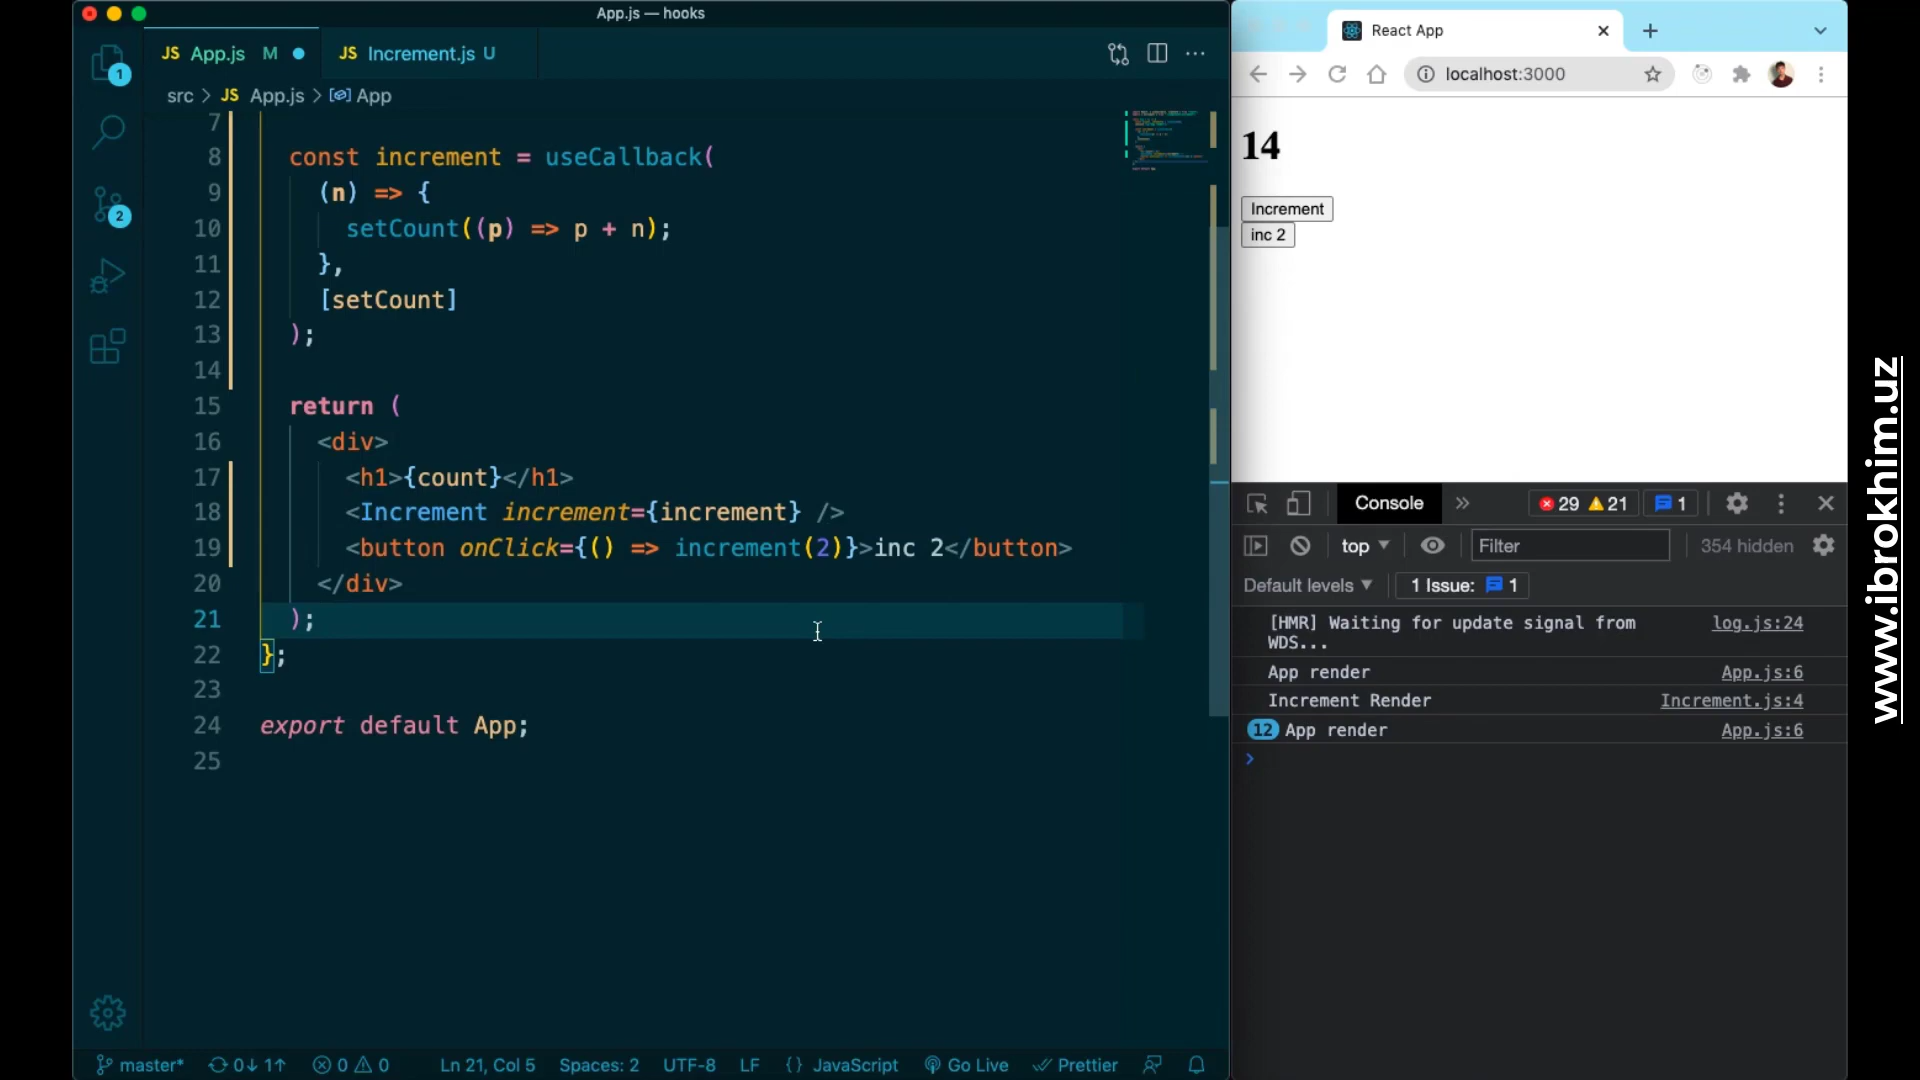 App.js — hooks
JS App.js M
JS Increment.js U
src > JS App.js > App
7
8 const increment = useCallback(
9 (n) => {
10 setCount((p) => p + n);
11 },
12 [setCount]
13 );
14
15 return (
16 <div>
17 <h1>{count}</h1>
18 <Increment increment={increment} />
19 <button onClick={() => increment(2)}>inc 2</button>
20 </div>
21 );
22 };
23
24 export default App;
25
1
2
master* 0↓ 1↑ 0 0 Ln 21, Col 5 Spaces: 2 UTF-8 LF {} JavaScript Go Live Prettier
React App
localhost:3000
14
Increment
inc 2
Console » 29 21 1
top Filter 354 hidden
Default levels 1 Issue: 1
[HMR] Waiting for update signal from log.js:24
WDS...
App render App.js:6
Increment Render Increment.js:4
12 App render App.js:6
>
www.ibrokhim.uz